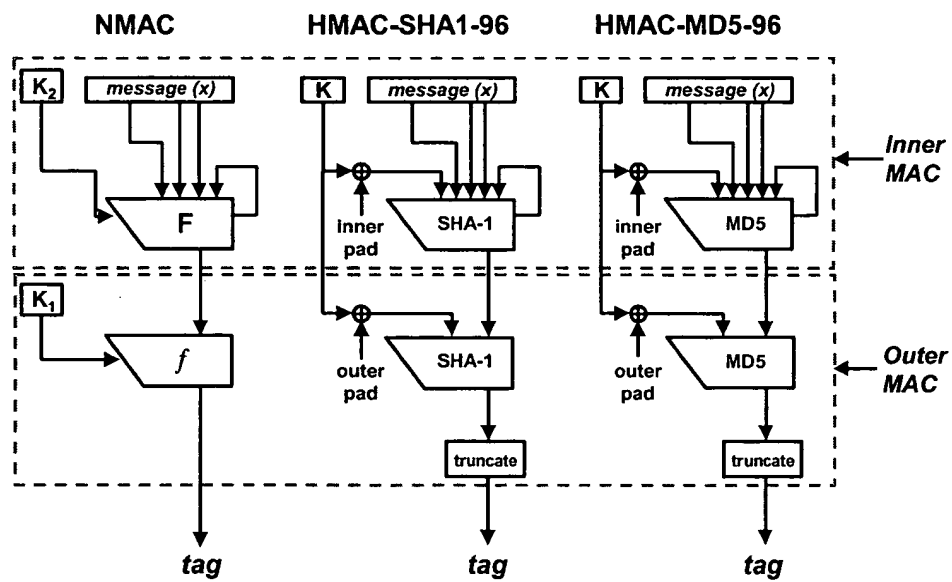 NMAC HMAC-SHA1-96 HMAC-MD5-96
K₂ message (x) K message (x) K message (x)
Inner
MAC
F SHA-1 MD5
inner
pad
inner
pad
K₁
f SHA-1 MD5
outer
pad
outer
pad
Outer
MAC
truncate truncate
tag tag tag